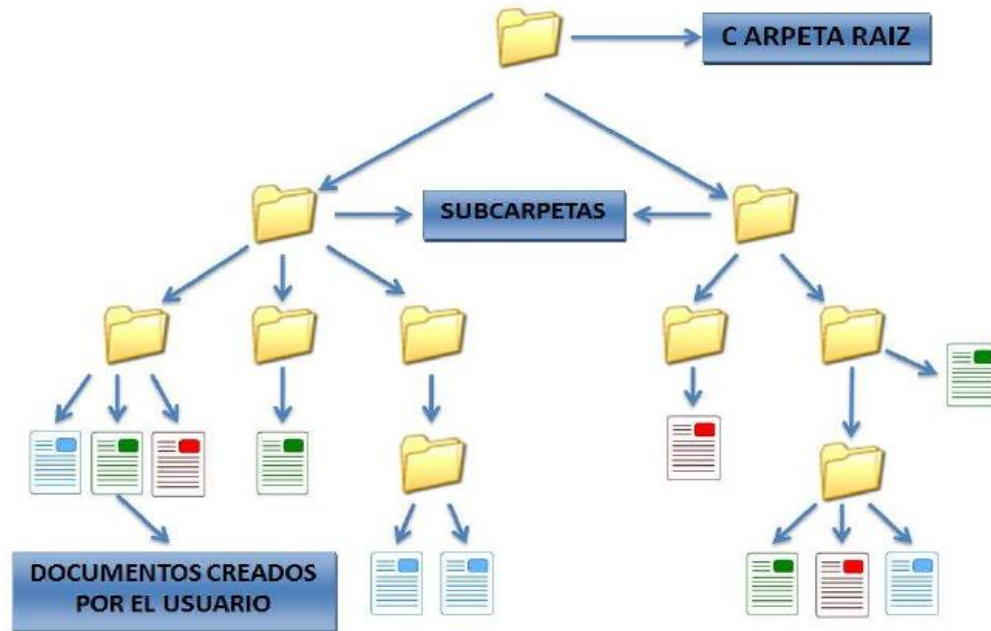 C ARPETA RAIZ
SUBCARPETAS
DOCUMENTOS CREADOS
POR EL USUARIO